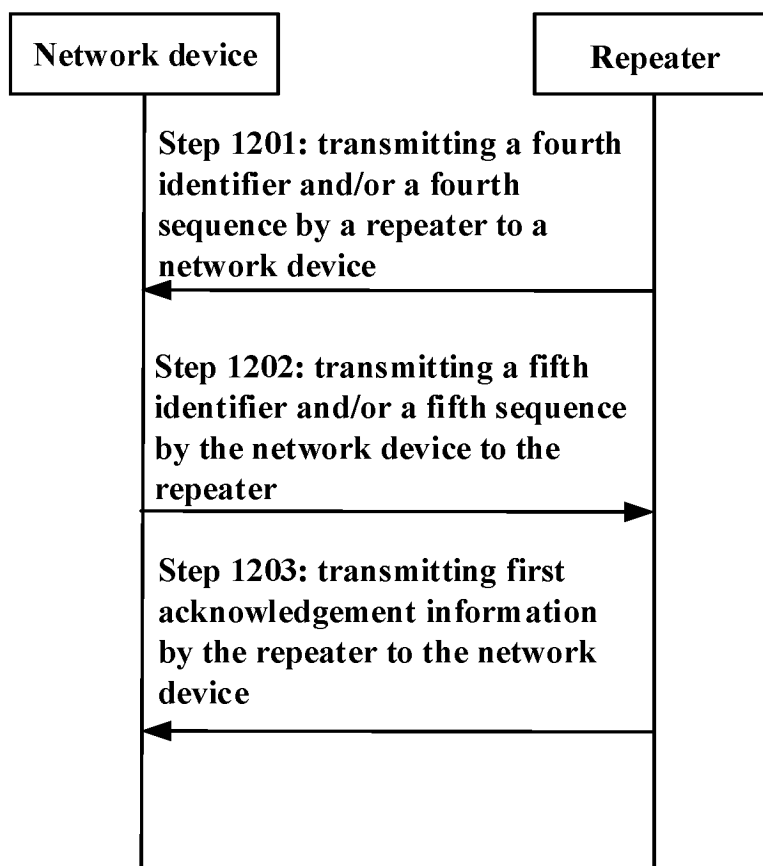 Network device
Repeater
Step 1201: transmitting a fourth
identifier and/or a fourth
sequence by a repeater to a
network device
Step 1202: transmitting a fifth
identifier and/or a fifth sequence
by the network device to the
repeater
Step 1203: transmitting first
acknowledgement information
by the repeater to the network
device